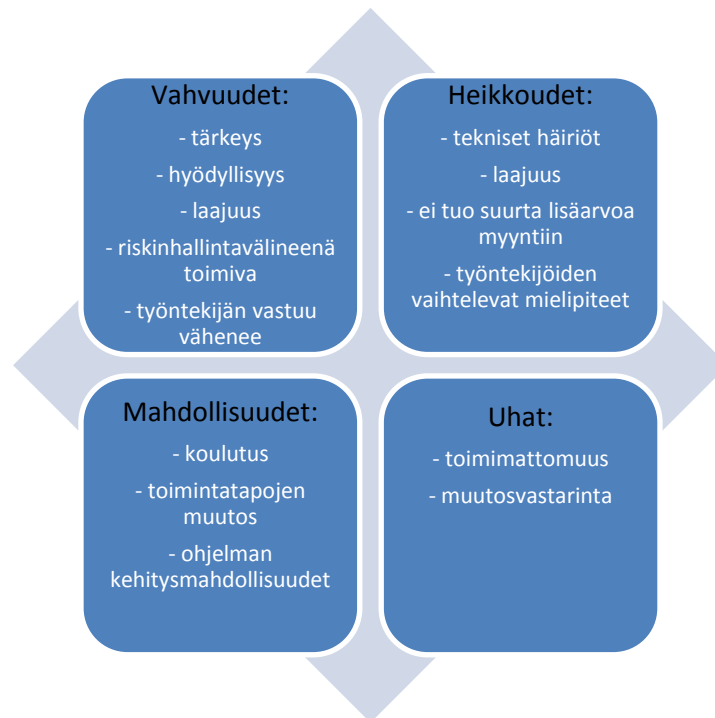 Vahvuudet:
- tärkeys
- hyödyllisyys
- laajuus
- riskinhallintavälineenä
toimiva
- työntekijän vastuu
vähenee
Heikkoudet:
- tekniset häiriöt
- laajuus
- ei tuo suurta lisäarvoa
myyntiin
- työntekijöiden
vaihtelevat mielipiteet
Mahdollisuudet:
- koulutus
- toimintatapojen
muutos
- ohjelman
kehitysmahdollisuudet
Uhat:
- toimimattomuus
- muutosvastarinta